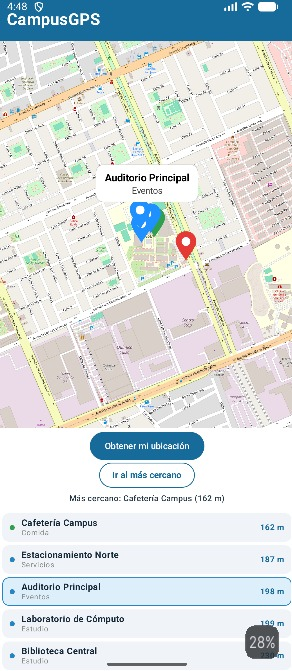 4:48
CampusGPS
Auditorio Principal
Eventos
Obtener mi ubicación
Ir al más cercano
Más cercano: Cafetería Campus (162 m)
Cafetería Campus
Comida
162 m
Estacionamiento Norte
Servicios
187 m
Auditorio Principal
Eventos
198 m
Laboratorio de Cómputo
Estudio
199 m
Biblioteca Central
Estudio
28%